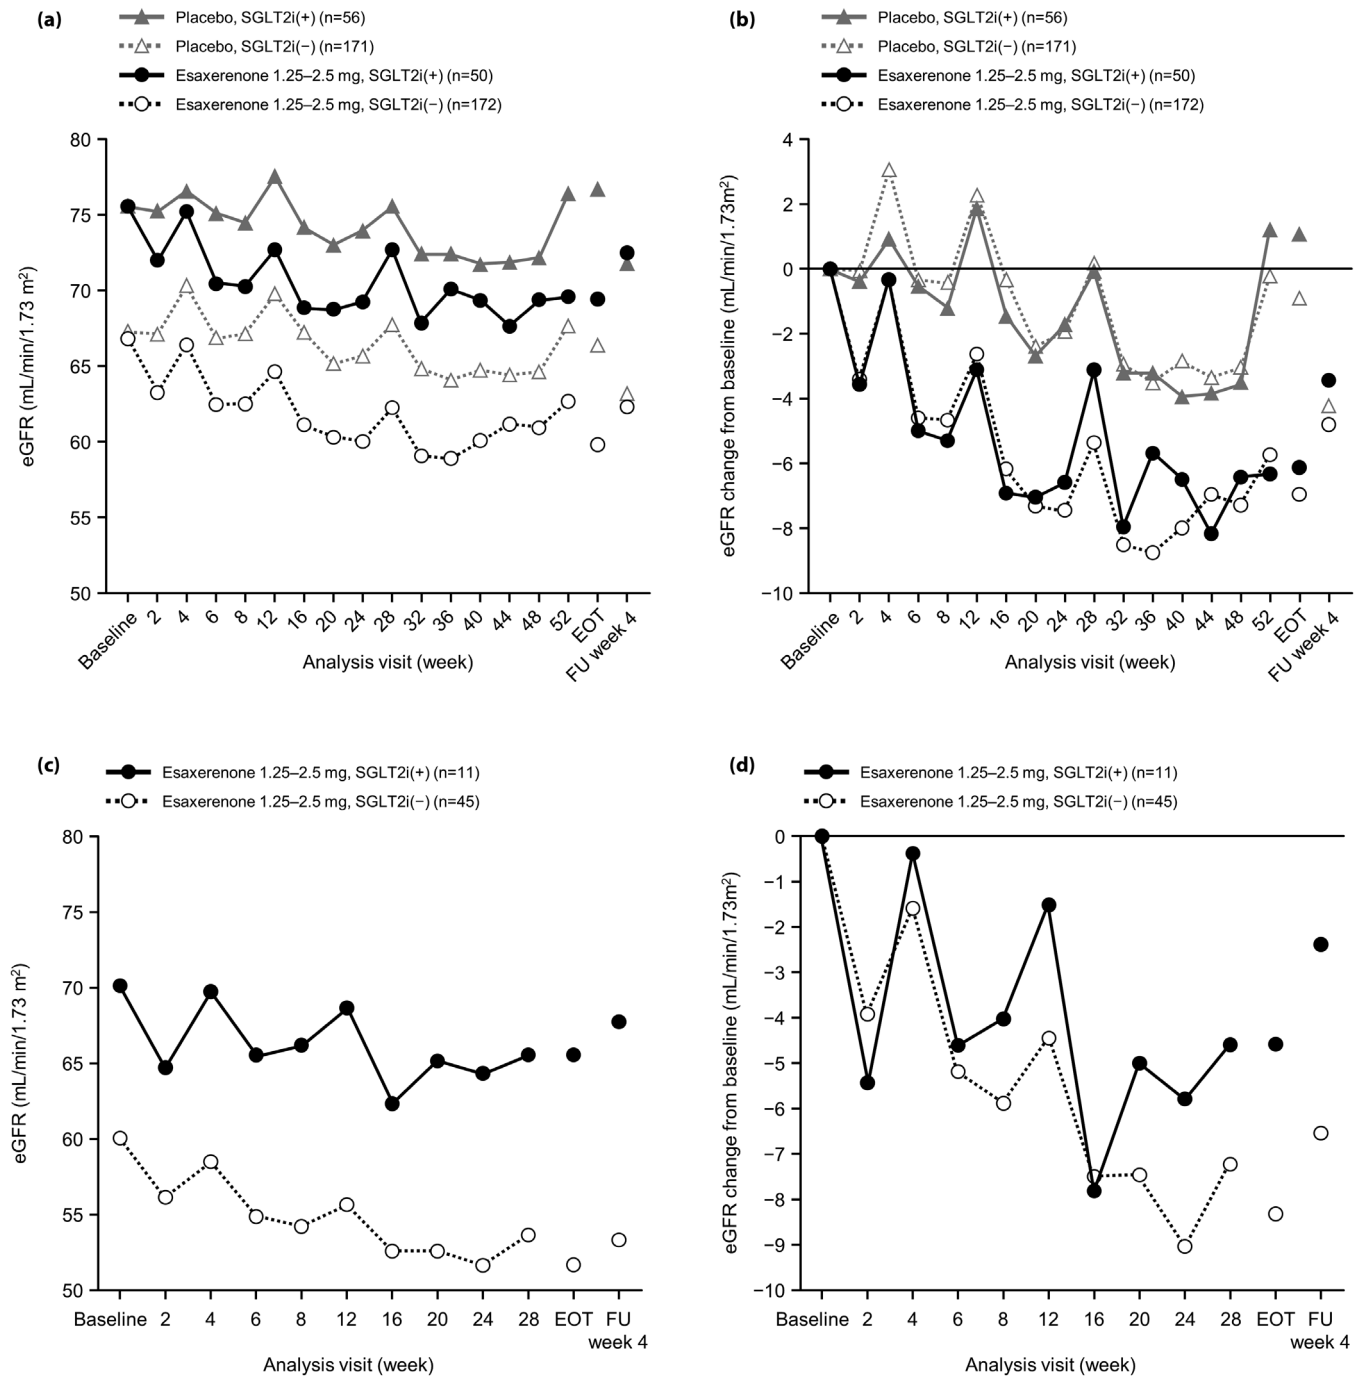 (a)
Placebo, SGLT2i(+) (n=56)
Placebo, SGLT2i(−) (n=171)
Esaxerenone 1.25–2.5 mg, SGLT2i(+) (n=50)
Esaxerenone 1.25–2.5 mg, SGLT2i(−) (n=172)
eGFR (mL/min/1.73 m²)
80
75
70
65
60
55
50
Baseline 2 4 6 8 12 16 20 24 28 32 36 40 44 48 52 EOT FU week 4
Analysis visit (week)
(b)
Placebo, SGLT2i(+) (n=56)
Placebo, SGLT2i(−) (n=171)
Esaxerenone 1.25–2.5 mg, SGLT2i(+) (n=50)
Esaxerenone 1.25–2.5 mg, SGLT2i(−) (n=172)
eGFR change from baseline (mL/min/1.73m²)
4
2
0
−2
−4
−6
−8
−10
Baseline 2 4 6 8 12 16 20 24 28 32 36 40 44 48 52 EOT FU week 4
Analysis visit (week)
(c)
Esaxerenone 1.25–2.5 mg, SGLT2i(+) (n=11)
Esaxerenone 1.25–2.5 mg, SGLT2i(−) (n=45)
eGFR (mL/min/1.73 m²)
80
75
70
65
60
55
50
Baseline 2 4 6 8 12 16 20 24 28 EOT FU
week 4
Analysis visit (week)
(d)
Esaxerenone 1.25–2.5 mg, SGLT2i(+) (n=11)
Esaxerenone 1.25–2.5 mg, SGLT2i(−) (n=45)
eGFR change from baseline (mL/min/1.73m²)
0
−1
−2
−3
−4
−5
−6
−7
−8
−9
−10
Baseline 2 4 6 8 12 16 20 24 28 EOT FU
week 4
Analysis visit (week)